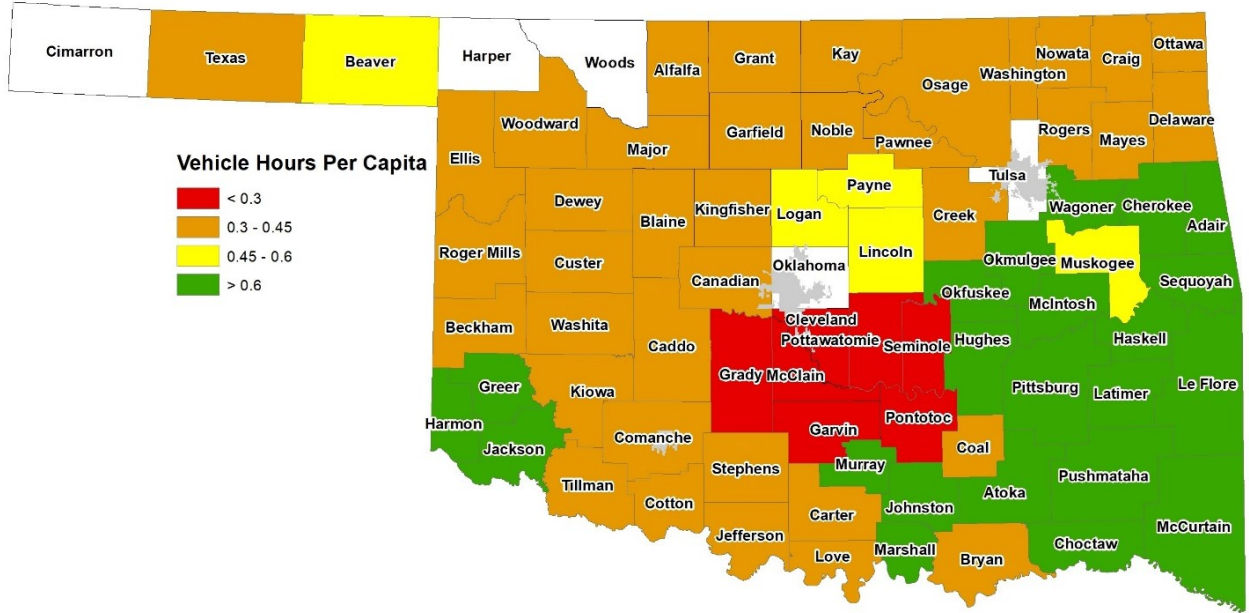 Cimarron
Texas
Beaver
Harper
Woods
Alfalfa
Grant
Kay
Osage
Washington
Nowata
Craig
Ottawa
Woodward
Ellis
Major
Garfield
Noble
Pawnee
Rogers
Mayes
Delaware
Vehicle Hours Per Capita
< 0.3
0.3 - 0.45
0.45 - 0.6
> 0.6
Dewey
Blaine
Kingfisher
Logan
Payne
Creek
Tulsa
Wagoner
Cherokee
Adair
Roger Mills
Custer
Canadian
Oklahoma
Lincoln
Okmulgee
Muskogee
Sequoyah
Beckham
Washita
Caddo
Cleveland
Pottawatomie
Seminole
Okfuskee
McIntosh
Hughes
Haskell
Greer
Kiowa
Grady
McClain
Pittsburg
Latimer
Le Flore
Harmon
Jackson
Comanche
Garvin
Pontotoc
Coal
Tillman
Cotton
Stephens
Murray
Johnston
Atoka
Pushmataha
McCurtain
Jefferson
Carter
Love
Marshall
Bryan
Choctaw